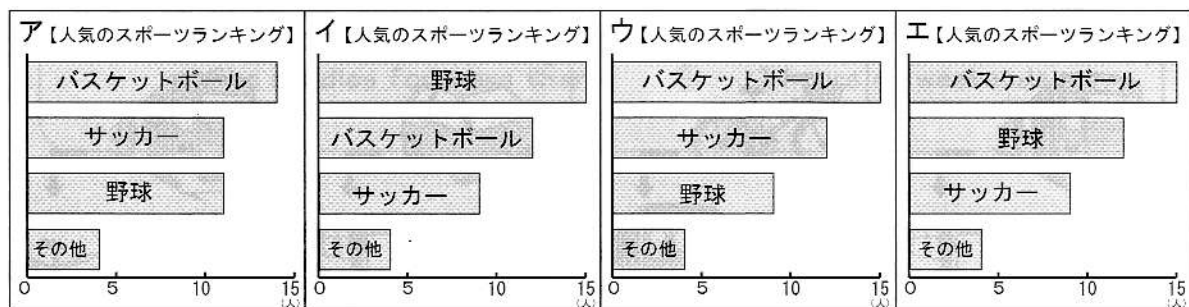 ア【人気のスポーツランキング】
バスケットボール
サッカー
野球
その他
0 5 10 15
(人)
イ【人気のスポーツランキング】
野球
バスケットボール
サッカー
その他
0 5 10 15
(人)
ウ【人気のスポーツランキング】
バスケットボール
サッカー
野球
その他
0 5 10 15
(人)
エ【人気のスポーツランキング】
バスケットボール
野球
サッカー
その他
0 5 10 15
(人)